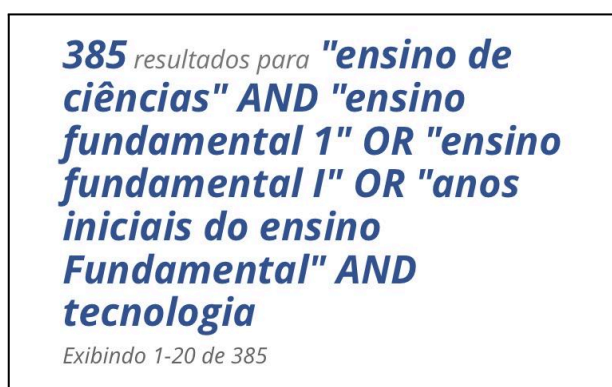 385 resultados para "ensino de
ciências" AND "ensino
fundamental 1" OR "ensino
fundamental I" OR "anos
iniciais do ensino
Fundamental" AND
tecnologia
Exibindo 1-20 de 385